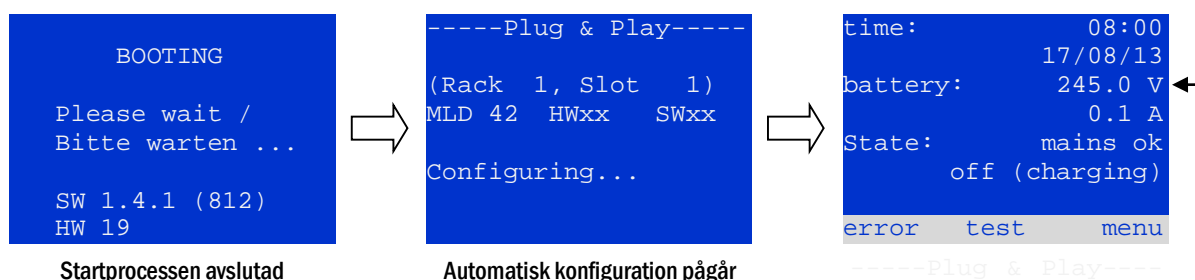 BOOTING
Please wait /
Bitte warten ...
SW 1.4.1 (812)
HW 19
Startprocessen avslutad
-----Plug & Play-----
(Rack 1, Slot 1)
MLD 42 HWxx SWxx
Configuring...
Automatisk konfiguration pågår
time: 08:00
17/08/13
battery: 245.0 V
0.1 A
State: mains ok
off (charging)
error test menu
-----Plug & Play----